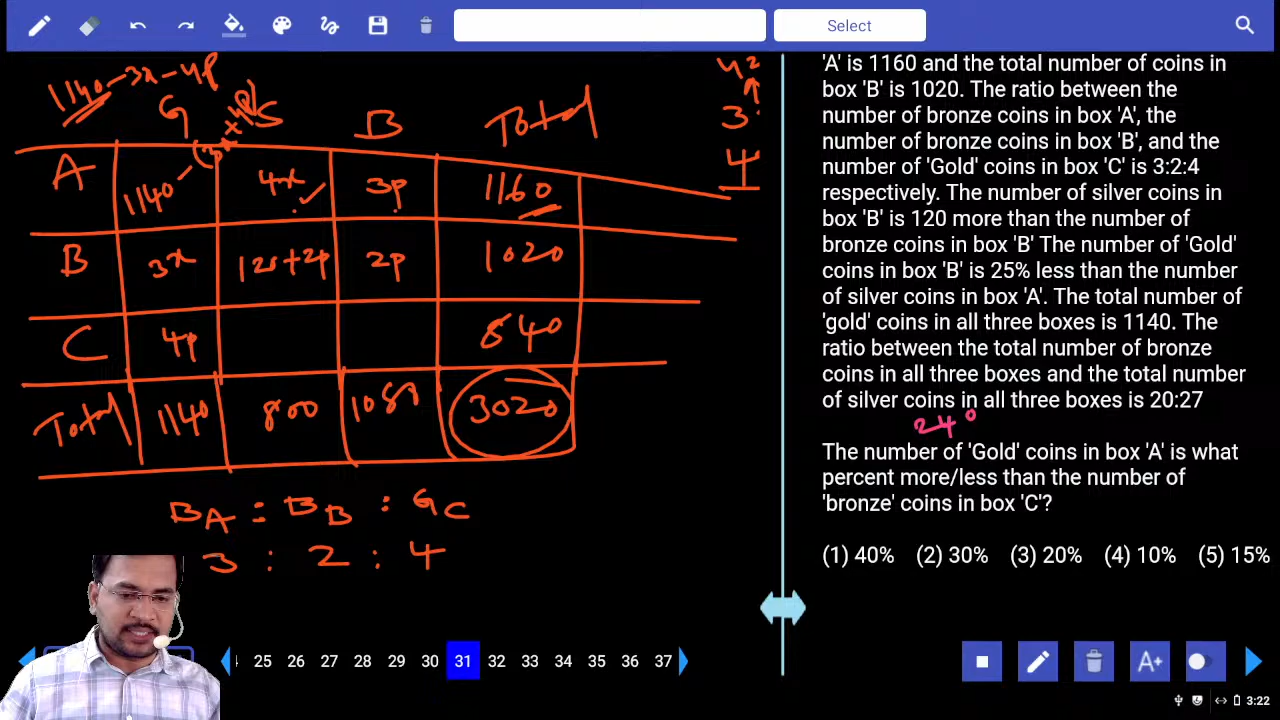 Select
1140-3x-4p
G S B Total
A 1140-(3x+4p) 4x 3p 1160
B 3x 120+2p 2p 1020
C 4p 840
Total 1140 800 1080 3020
BA : BB : GC
3 : 2 : 4
3
4
'A' is 1160 and the total number of coins in
box 'B' is 1020. The ratio between the
number of bronze coins in box 'A', the
number of bronze coins in box 'B', and the
number of 'Gold' coins in box 'C' is 3:2:4
respectively. The number of silver coins in
box 'B' is 120 more than the number of
bronze coins in box 'B' The number of 'Gold'
coins in box 'B' is 25% less than the number
of silver coins in box 'A'. The total number of
'gold' coins in all three boxes is 1140. The
ratio between the total number of bronze
coins in all three boxes and the total number
of silver coins in all three boxes is 20:27
240
The number of 'Gold' coins in box 'A' is what
percent more/less than the number of
'bronze' coins in box 'C'?
(1) 40% (2) 30% (3) 20% (4) 10% (5) 15%
25 26 27 28 29 30 31 32 33 34 35 36 37
A+
3:22